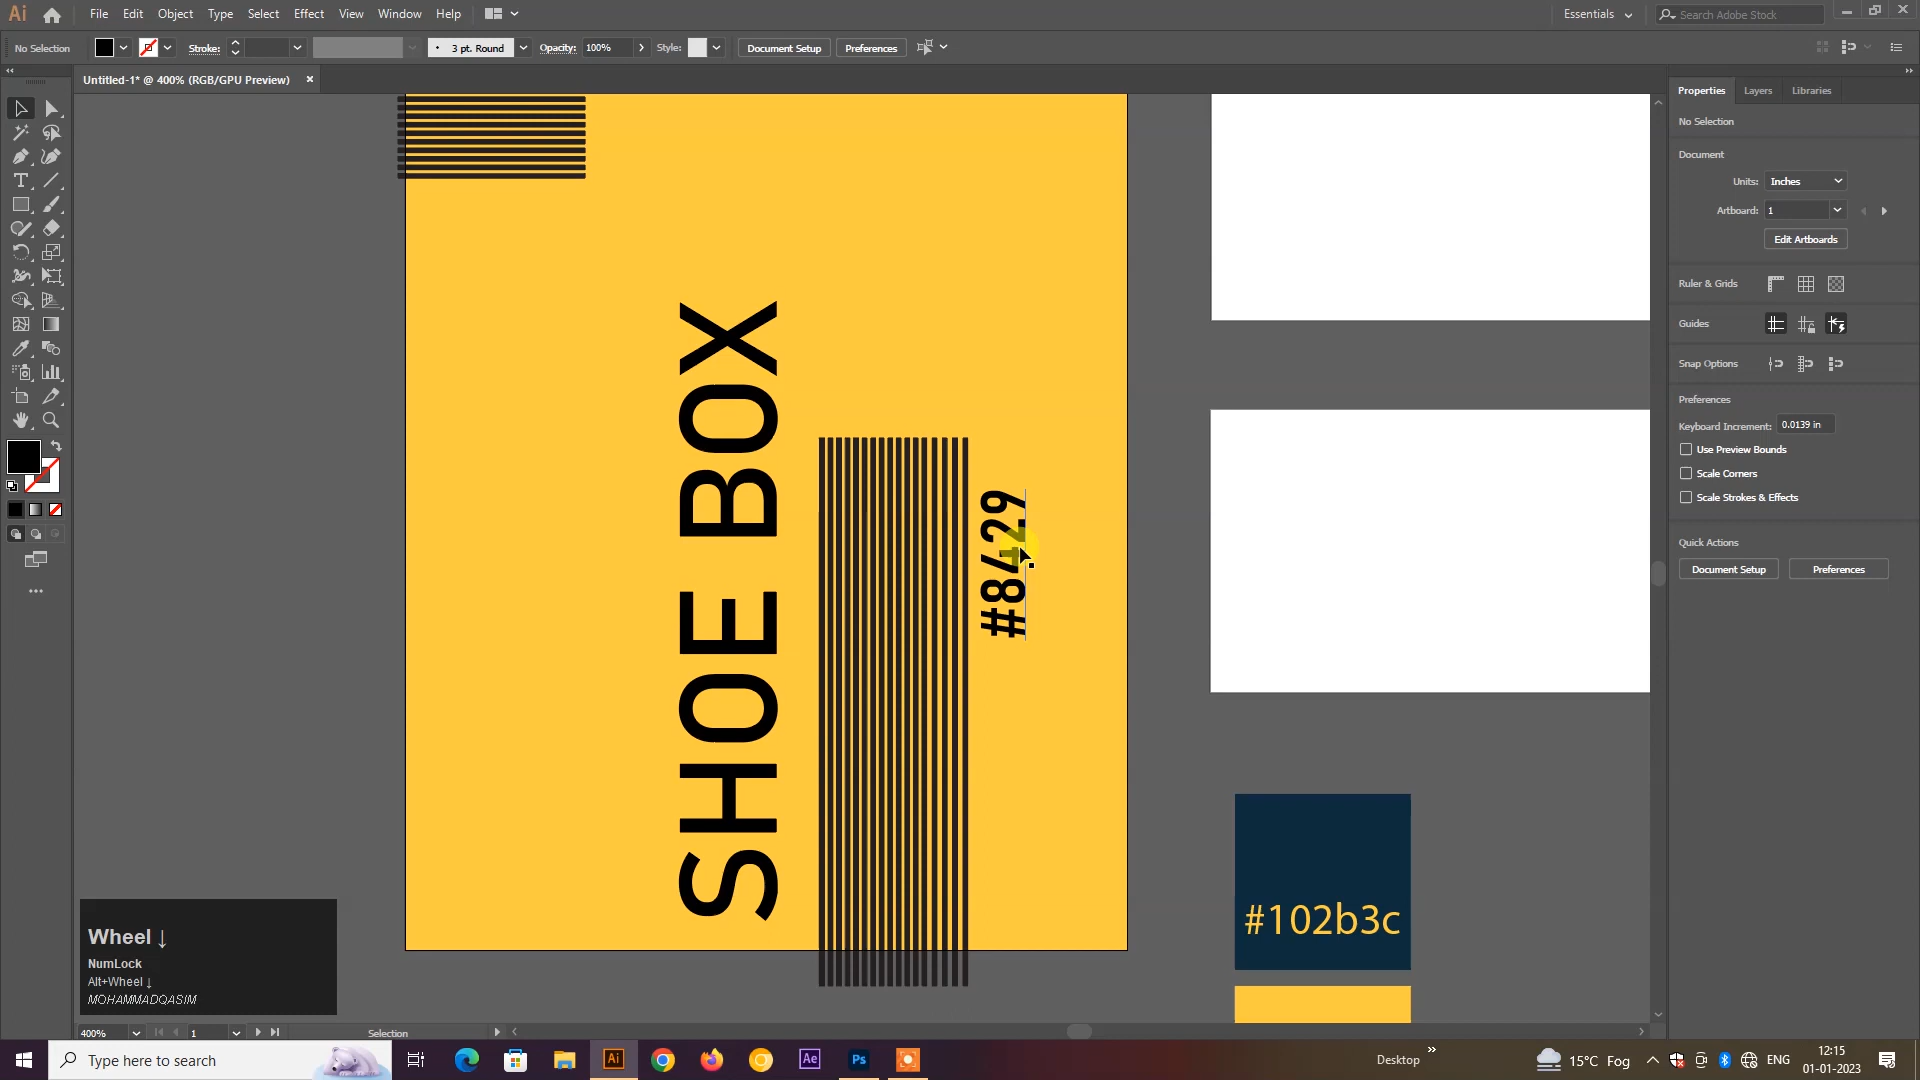 Ai File Edit Object Type Select Effect View Window Help Essentials Search Adobe Stock
No Selection Stroke: 3 pt. Round Opacity: 100% Style: Document Setup Preferences
Untitled-1* @ 400% (RGB/GPU Preview)
Properties Layers Libraries
No Selection
Document
Units: Inches
Artboard: 1
Edit Artboards
Ruler & Grids
Guides
Snap Options
Preferences
Keyboard Increment: 0.0139 in
Use Preview Bounds
Scale Corners
Scale Strokes & Effects
Quick Actions
Document Setup Preferences
SHOE BOX
#8429
#102b3c
Wheel ↓
NumLock
Alt+Wheel ↓
MOHAMMADQASIM
400% 1 Selection
Type here to search
Ai Ae Ps
Desktop
15°C Fog
ENG
12:15
01-01-2023